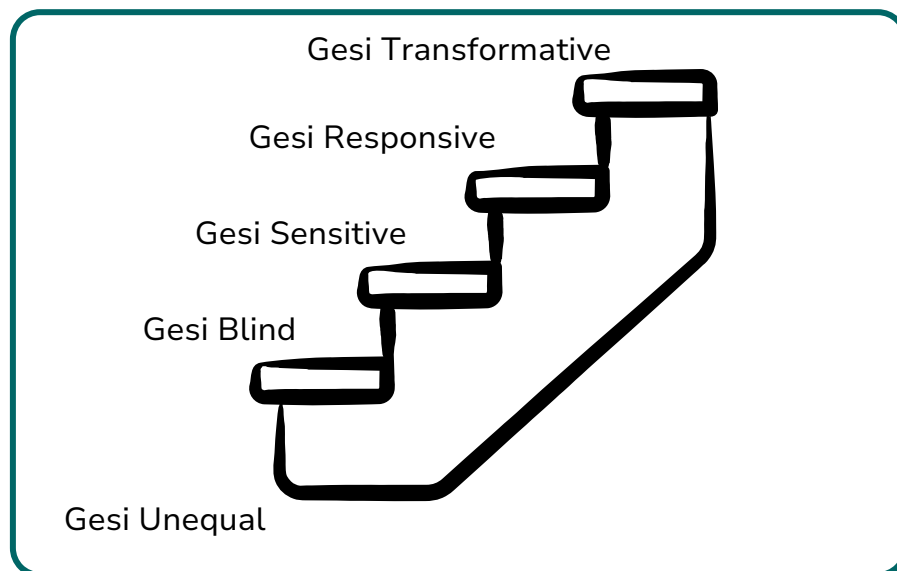 Gesi Transformative
Gesi Responsive
Gesi Sensitive
Gesi Blind
Gesi Unequal